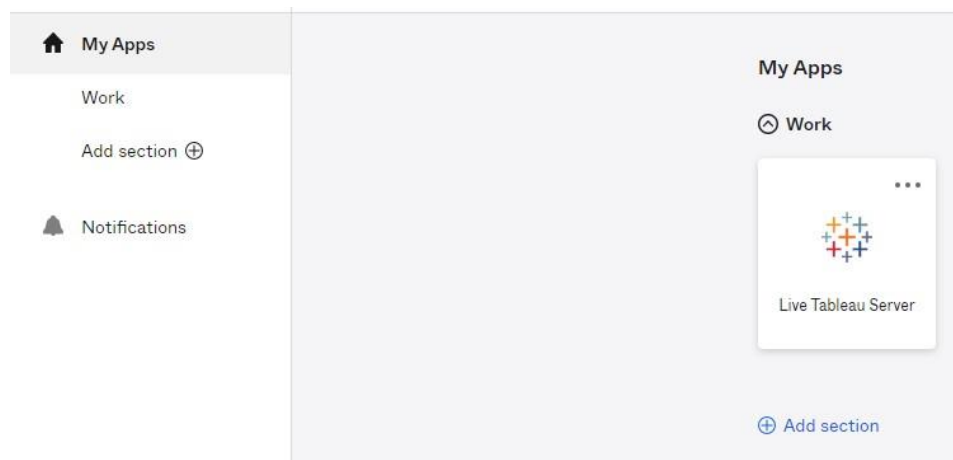 My Apps
Work
Add section
Notifications
My Apps
Work
Live Tableau Server
Add section